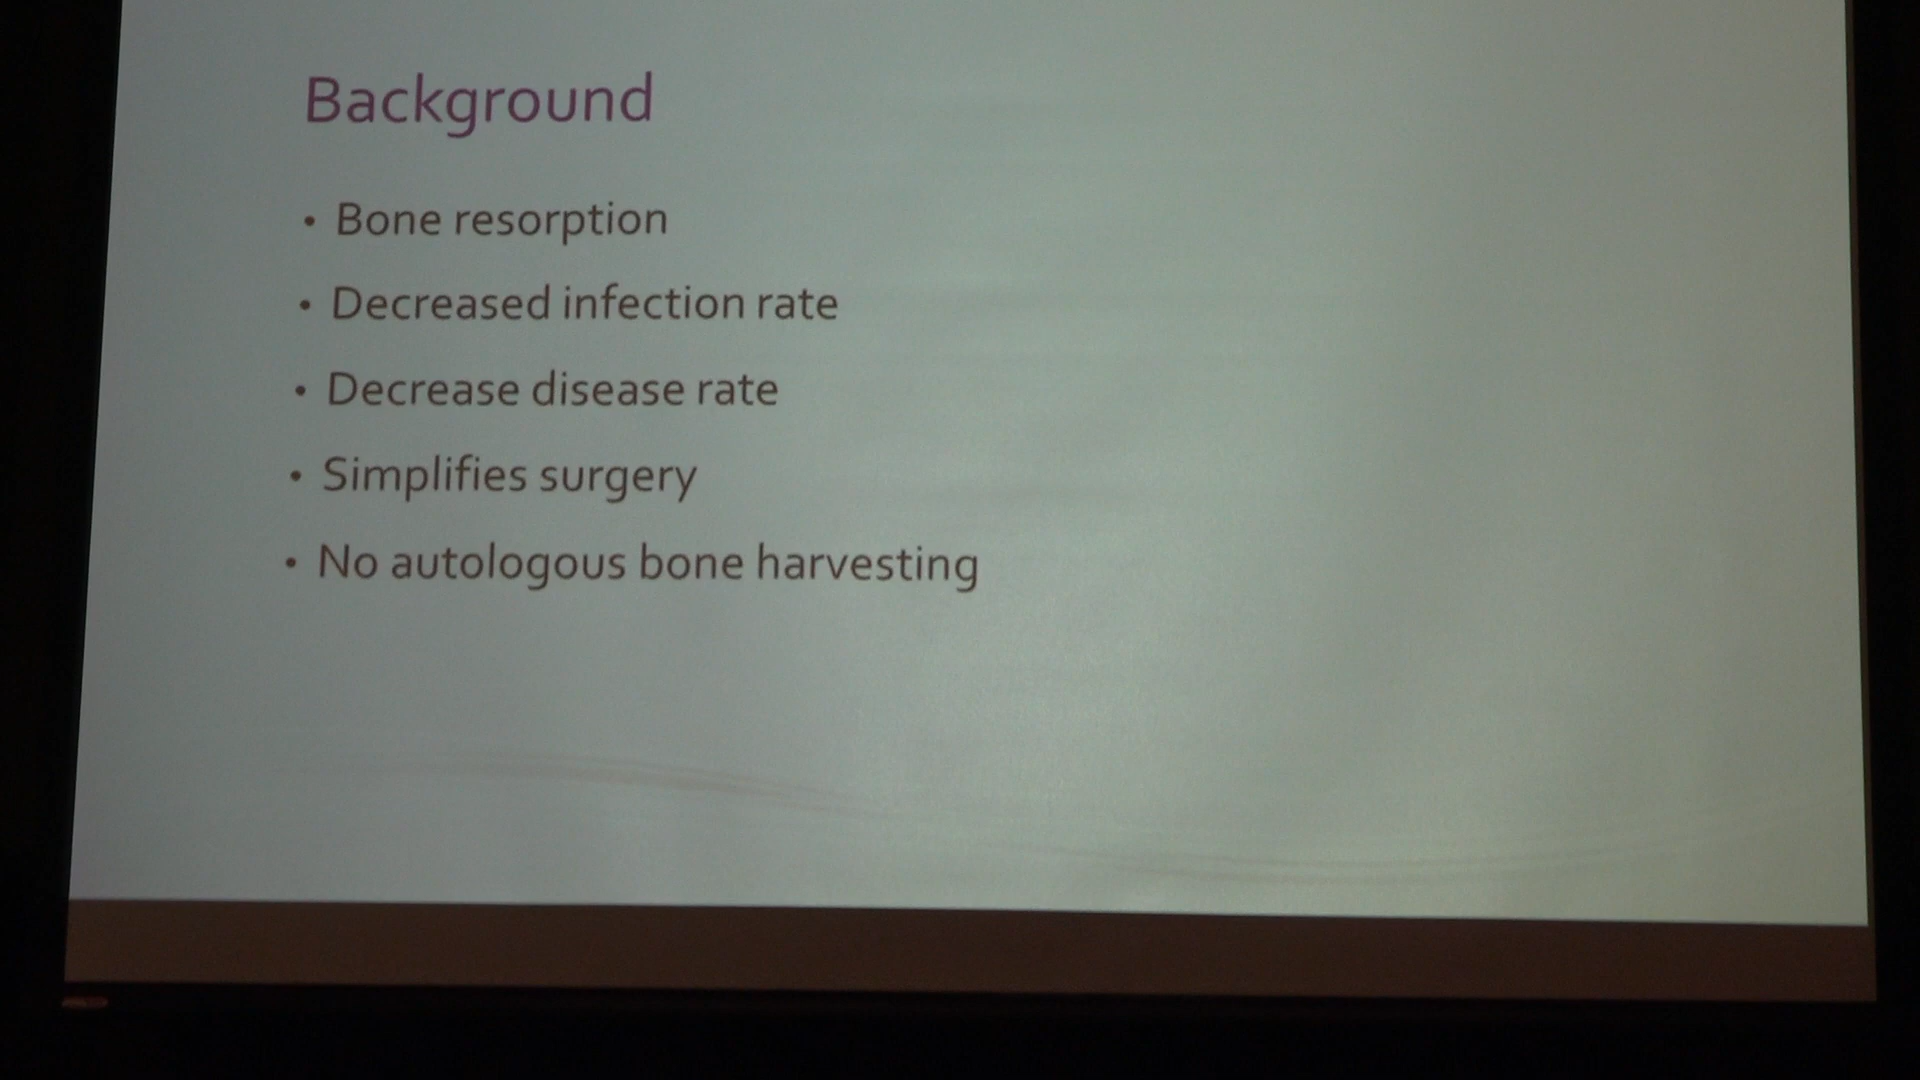 Background
• Bone resorption
• Decreased infection rate
• Decrease disease rate
• Simplifies surgery
• No autologous bone harvesting